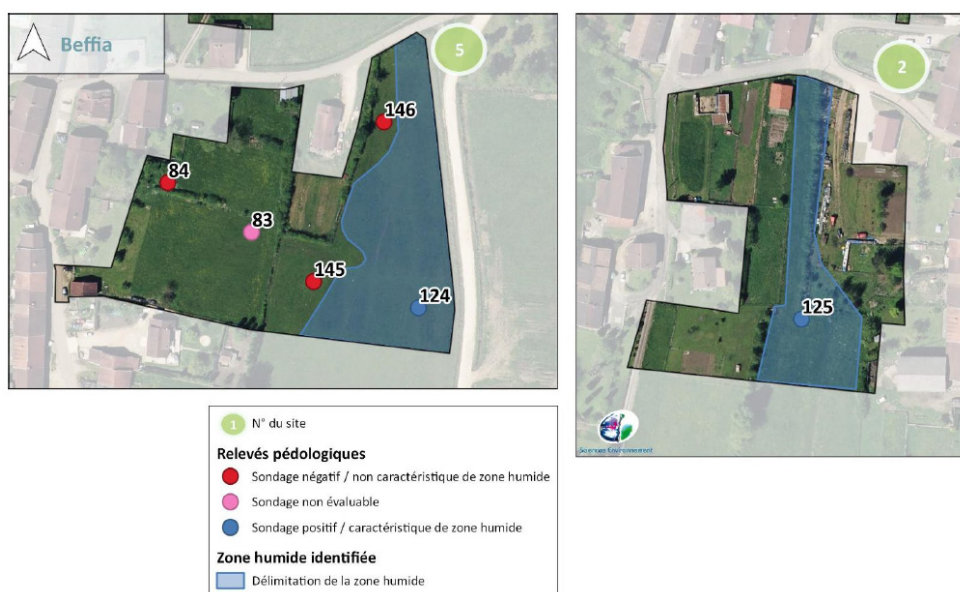 Beffia
5
146
84
83
145
124
2
125
Sciences Environnement
1 N° du site
Relevés pédologiques
Sondage négatif / non caractéristique de zone humide
Sondage non évaluable
Sondage positif / caractéristique de zone humide
Zone humide identifiée
Délimitation de la zone humide